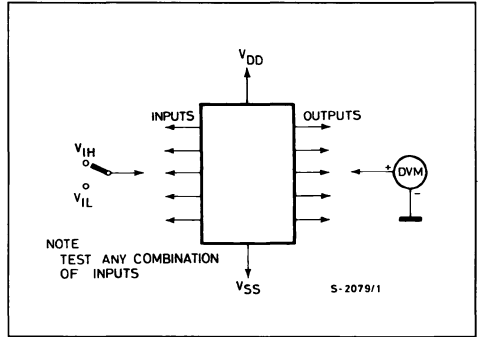 VDD
INPUTS
OUTPUTS
VIH
VIL
+
DVM
−
NOTE
TEST ANY COMBINATION
OF INPUTS
VSS
S-2079/1